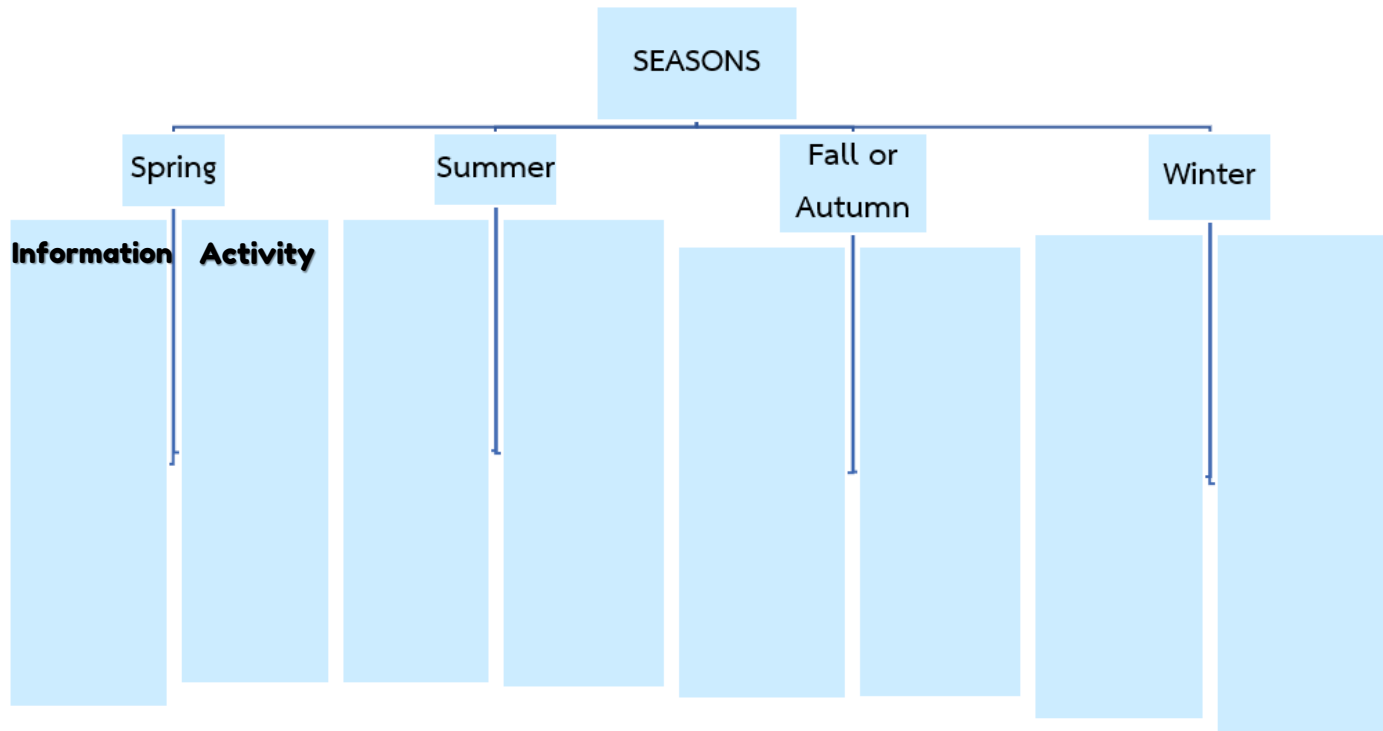 SEASONS
Spring
Summer
Fall or
Autumn
Winter
Information
Activity